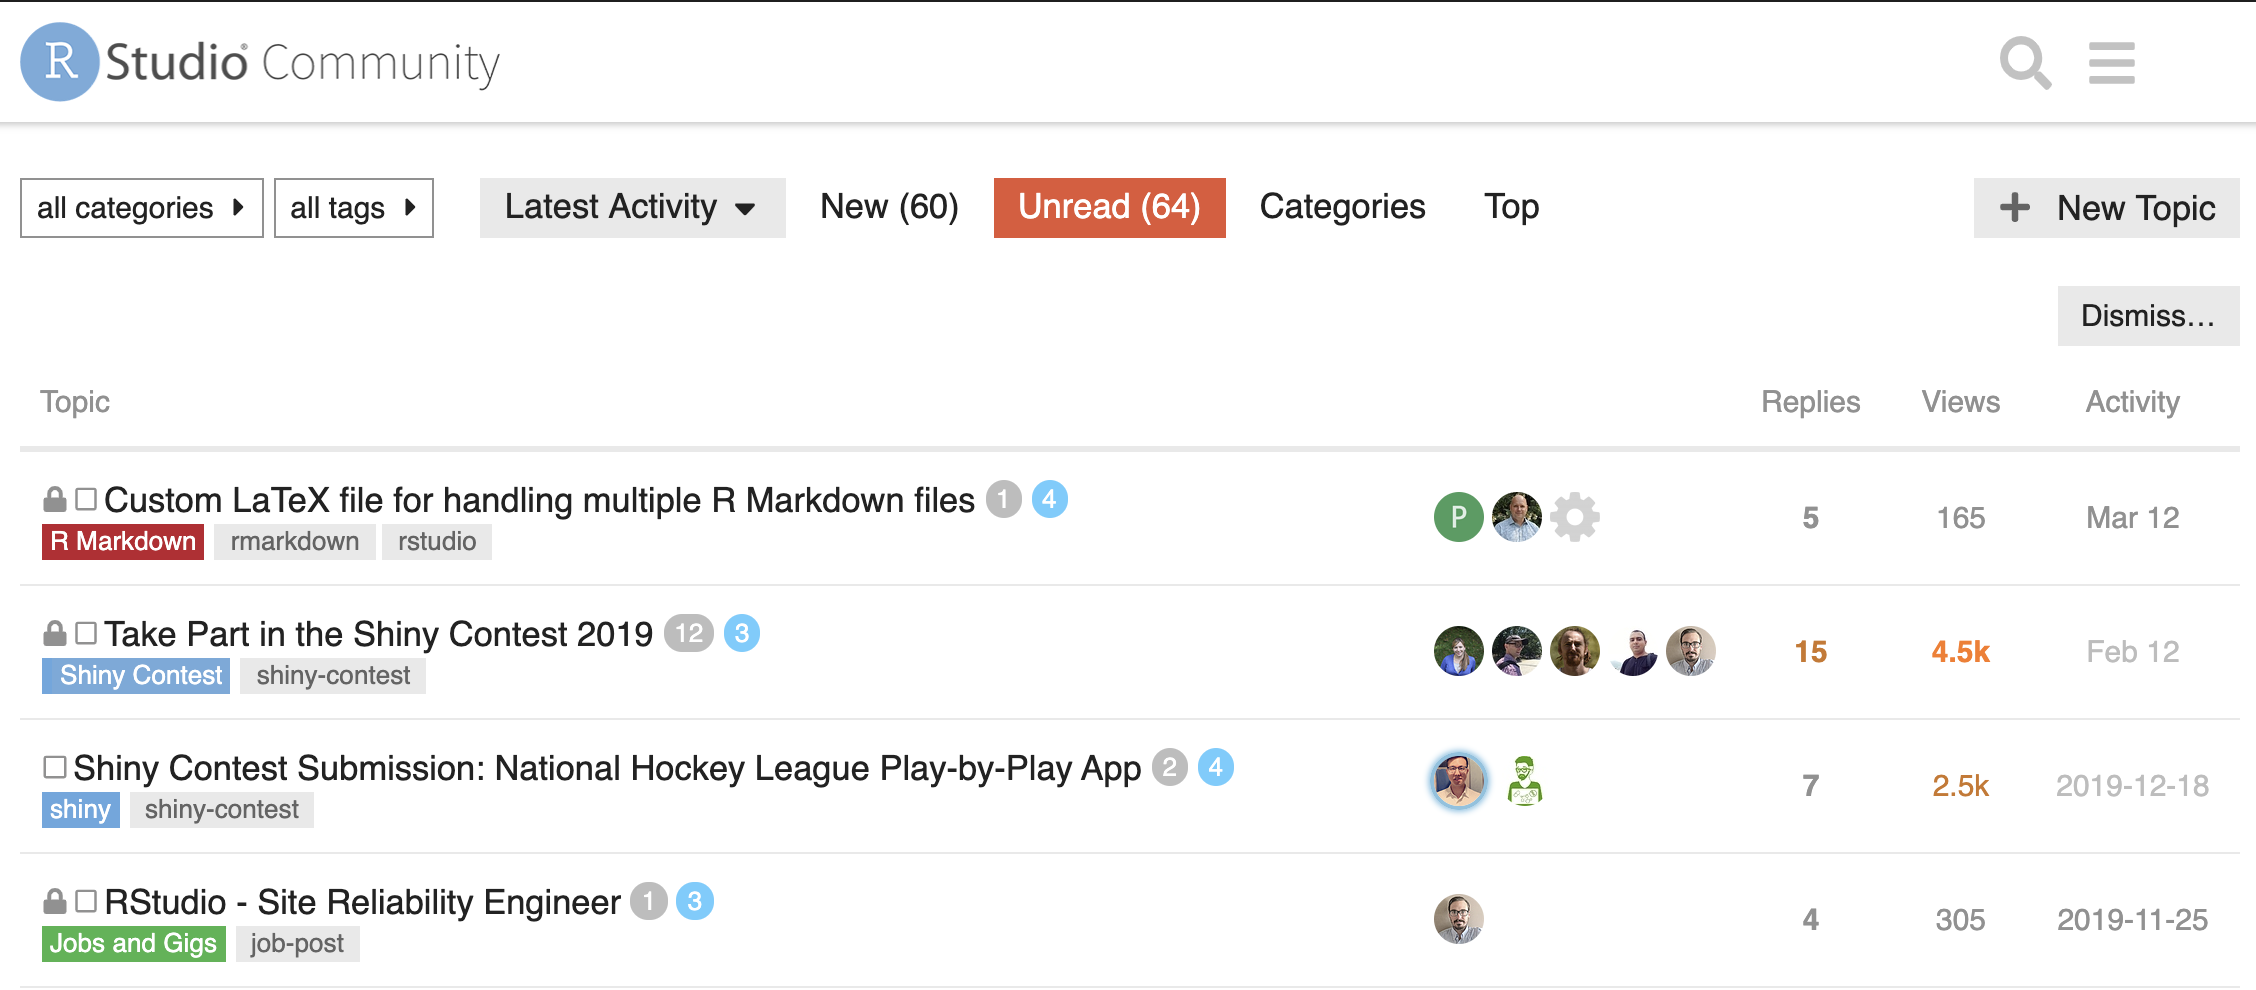 R Studio® Community
all categories all tags Latest Activity New (60) Unread (64) Categories Top + New Topic
Dismiss...
Topic Replies Views Activity
Custom LaTeX file for handling multiple R Markdown files 1 4 P 5 165 Mar 12
R Markdown rmarkdown rstudio
Take Part in the Shiny Contest 2019 12 3 15 4.5k Feb 12
Shiny Contest shiny-contest
Shiny Contest Submission: National Hockey League Play-by-Play App 2 4 7 2.5k 2019-12-18
shiny shiny-contest
RStudio - Site Reliability Engineer 1 3 4 305 2019-11-25
Jobs and Gigs job-post